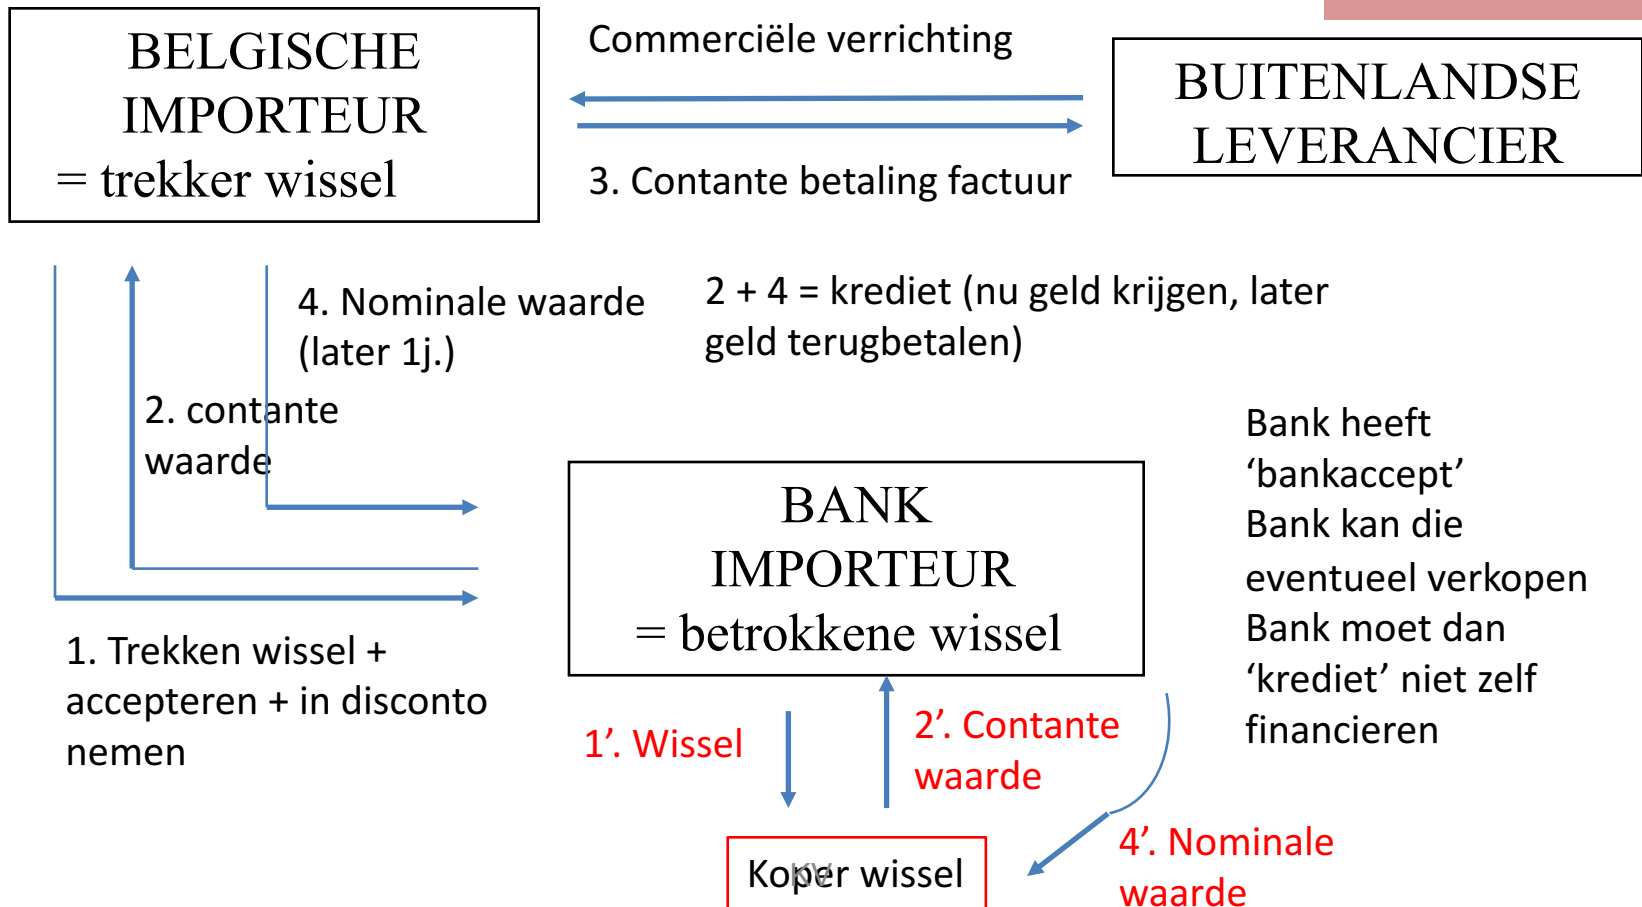 BELGISCHE
IMPORTEUR
= trekker wissel
Commerciële verrichting
BUITENLANDSE
LEVERANCIER
3. Contante betaling factuur
4. Nominale waarde
(later 1j.)
2 + 4 = krediet (nu geld krijgen, later
geld terugbetalen)
2. contante
waarde
BANK
IMPORTEUR
= betrokkene wissel
Bank heeft
‘bankaccept’
Bank kan die
eventueel verkopen
Bank moet dan
‘krediet’ niet zelf
financieren
1. Trekken wissel +
accepteren + in disconto
nemen
1’. Wissel
2’. Contante
waarde
4’. Nominale
waarde
Koper wissel
KV